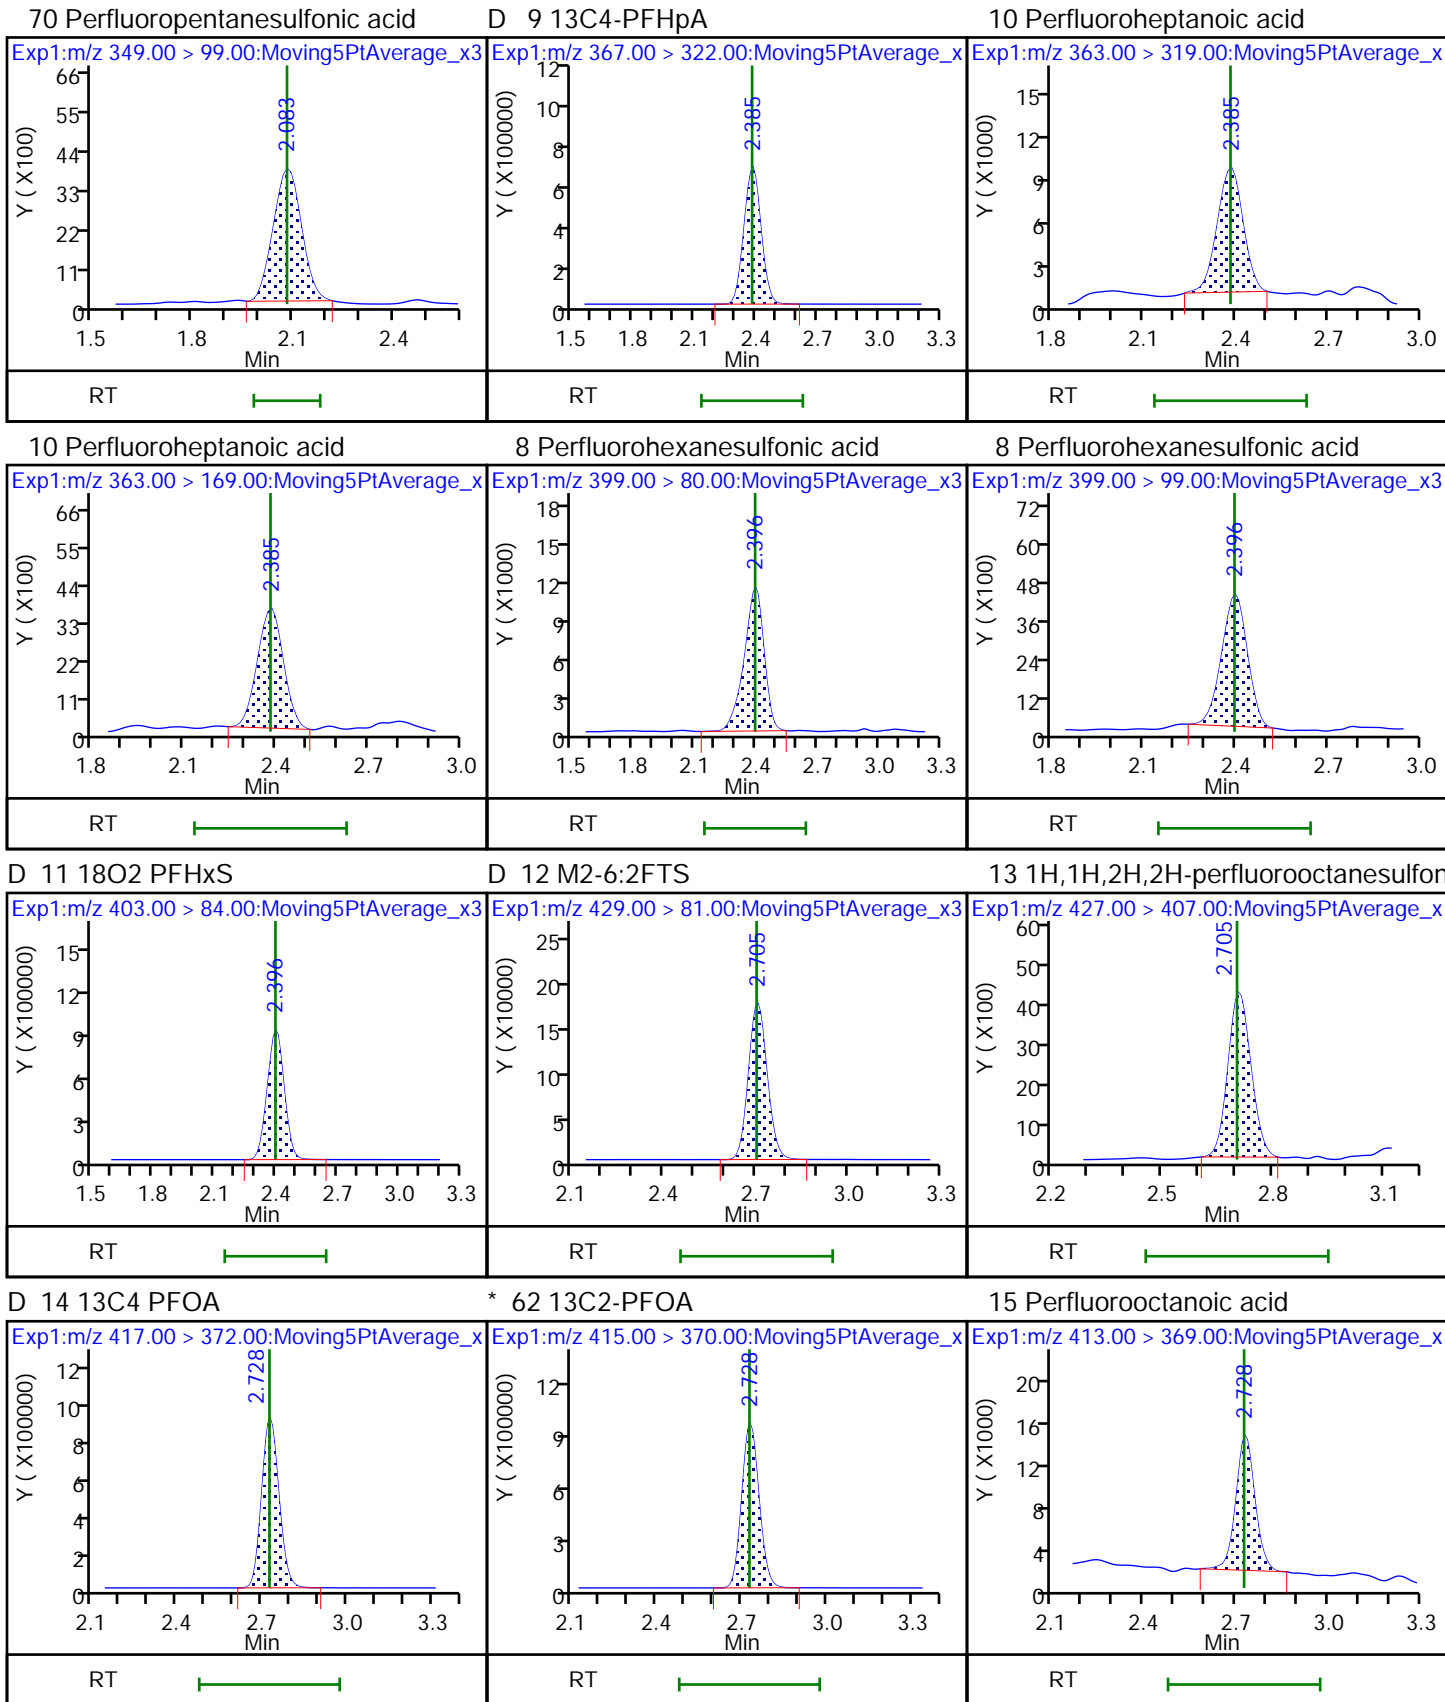 70 Perfluoropentanesulfonic acid
Exp1:m/z 349.00 > 99.00:Moving5PtAverage_x3
Y ( X100)
66
55
44
33
22
11
0
2.083
1.5 1.8 2.1 2.4
Min
RT
D 9 13C4-PFHpA
Exp1:m/z 367.00 > 322.00:Moving5PtAverage_x
Y ( X100000)
12
10
8
6
4
2
0
2.385
1.5 1.8 2.1 2.4 2.7 3.0 3.3
Min
RT
10 Perfluoroheptanoic acid
Exp1:m/z 363.00 > 319.00:Moving5PtAverage_x
Y ( X1000)
15
12
9
6
3
0
2.385
1.8 2.1 2.4 2.7 3.0
Min
RT
10 Perfluoroheptanoic acid
Exp1:m/z 363.00 > 169.00:Moving5PtAverage_x
Y ( X100)
66
55
44
33
22
11
0
2.385
1.8 2.1 2.4 2.7 3.0
Min
RT
8 Perfluorohexanesulfonic acid
Exp1:m/z 399.00 > 80.00:Moving5PtAverage_x3
Y ( X1000)
18
15
12
9
6
3
0
2.396
1.5 1.8 2.1 2.4 2.7 3.0 3.3
Min
RT
8 Perfluorohexanesulfonic acid
Exp1:m/z 399.00 > 99.00:Moving5PtAverage_x3
Y ( X100)
72
60
48
36
24
12
0
2.396
1.8 2.1 2.4 2.7 3.0
Min
RT
D 11 18O2 PFHxS
Exp1:m/z 403.00 > 84.00:Moving5PtAverage_x3
Y ( X100000)
15
12
9
6
3
0
2.396
1.5 1.8 2.1 2.4 2.7 3.0 3.3
Min
RT
D 12 M2-6:2FTS
Exp1:m/z 429.00 > 81.00:Moving5PtAverage_x3
Y ( X10000)
25
20
15
10
5
0
2.705
2.1 2.4 2.7 3.0 3.3
Min
RT
13 1H,1H,2H,2H-perfluorooctanesulfon
Exp1:m/z 427.00 > 407.00:Moving5PtAverage_x
Y ( X100)
60
50
40
30
20
10
0
2.705
2.2 2.5 2.8 3.1
Min
RT
D 14 13C4 PFOA
Exp1:m/z 417.00 > 372.00:Moving5PtAverage_x
Y ( X100000)
12
10
8
6
4
2
0
2.728
2.1 2.4 2.7 3.0 3.3
Min
RT
* 62 13C2-PFOA
Exp1:m/z 415.00 > 370.00:Moving5PtAverage_x
Y ( X100000)
12
9
6
3
0
2.728
2.1 2.4 2.7 3.0 3.3
Min
RT
15 Perfluorooctanoic acid
Exp1:m/z 413.00 > 369.00:Moving5PtAverage_x
Y ( X1000)
20
16
12
8
4
0
2.728
2.1 2.4 2.7 3.0 3.3
Min
RT